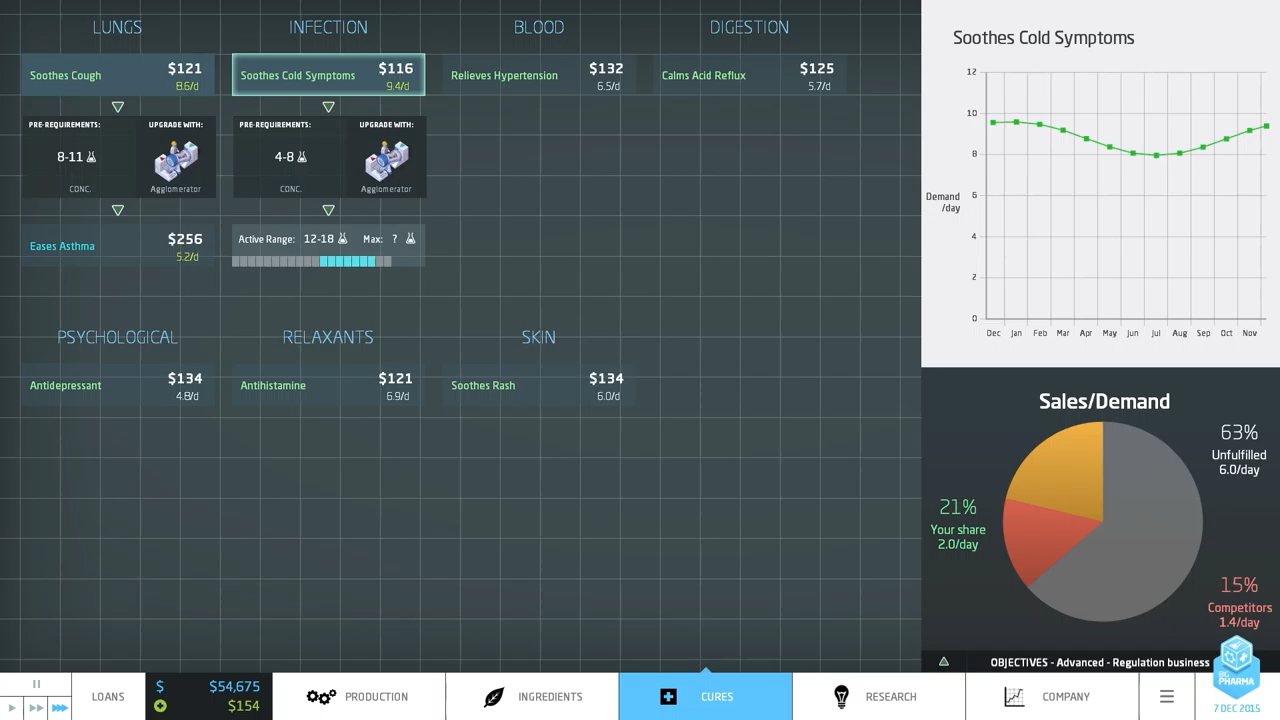 LUNGS
INFECTION
BLOOD
DIGESTION
Soothes Cough
$121
8.6/d
Soothes Cold Symptoms
$116
9.4/d
Relieves Hypertension
$132
6.5/d
Calms Acid Reflux
$125
5.7/d
PRE-REQUIREMENTS:
UPGRADE WITH:
8-11
CONC.
Agglomerator
PRE-REQUIREMENTS:
UPGRADE WITH:
4-8
CONC.
Agglomerator
Eases Asthma
$256
5.2/d
Active Range: 12-18 Max: ?
PSYCHOLOGICAL
RELAXANTS
SKIN
Antidepressant
$134
4.8/d
Antihistamine
$121
6.9/d
Soothes Rash
$134
6.0/d
Soothes Cold Symptoms
12
10
8
6
4
2
0
Demand
/day
Dec Jan Feb Mar Apr May Jun Jul Aug Sep Oct Nov
Sales/Demand
63%
Unfulfilled
6.0/day
21%
Your share
2.0/day
15%
Competitors
1.4/day
OBJECTIVES - Advanced - Regulation business
LOANS
$ $54,675
$154
PRODUCTION
INGREDIENTS
CURES
RESEARCH
COMPANY
BIG
PHARMA
7 DEC 2015